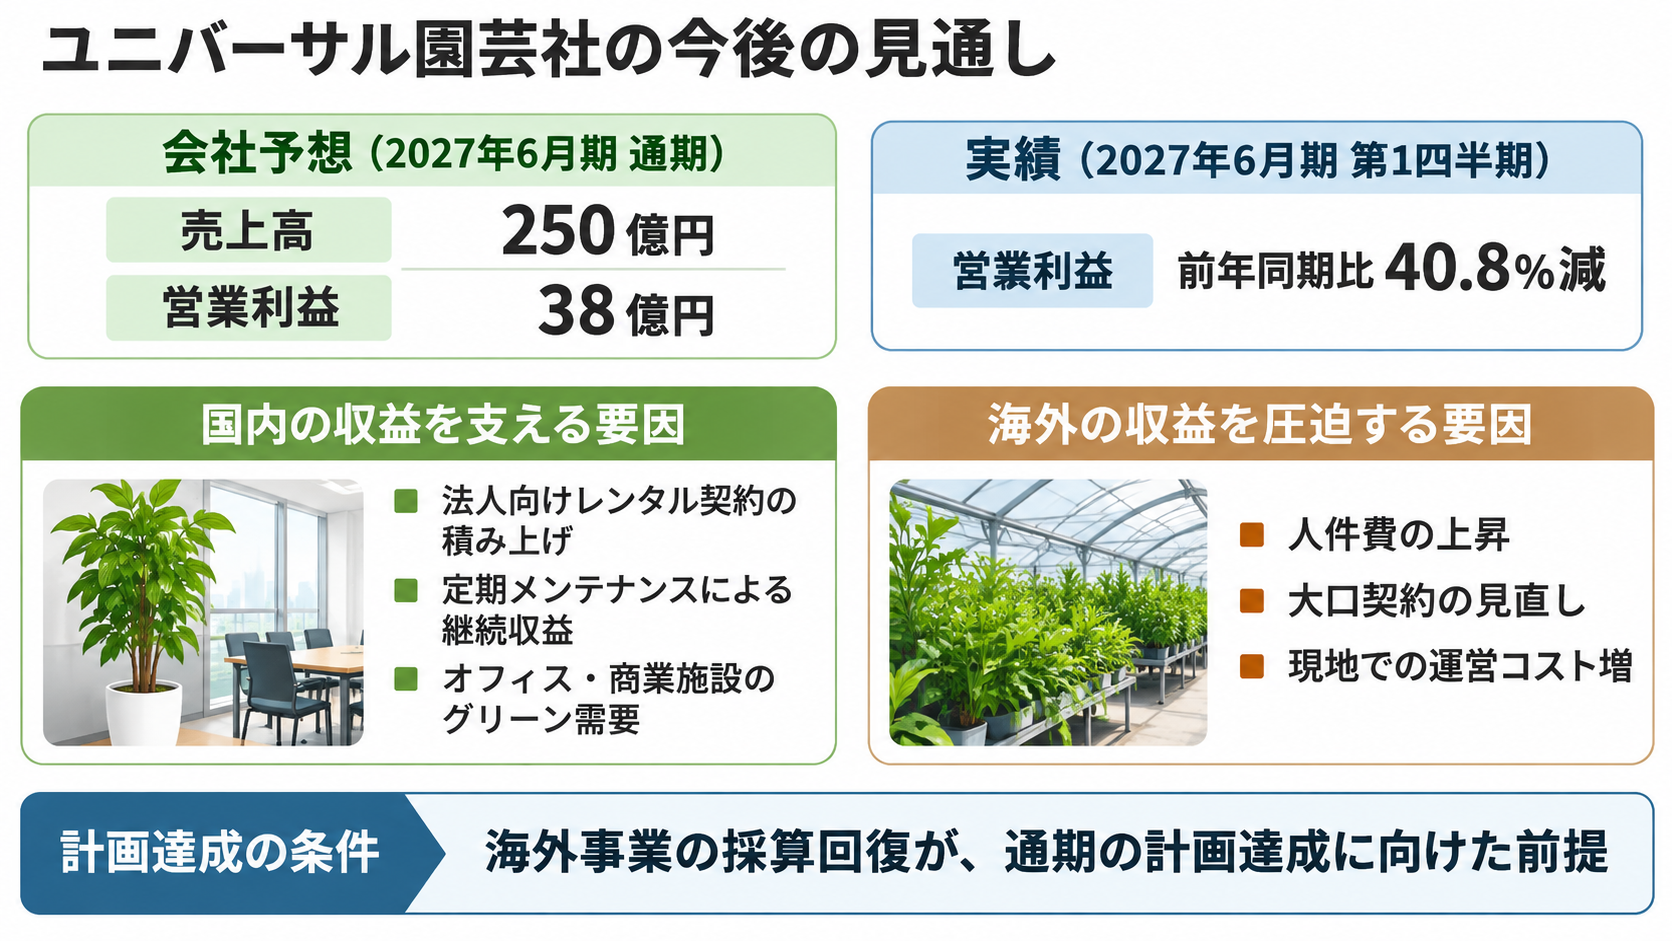 ユニバーサル園芸社の今後の見通し
会社予想（2027年6月期 通期）
売上高 250億円
営業利益 38億円
実績（2027年6月期 第1四半期）
営業利益 前年同期比 40.8%減
国内の収益を支える要因
法人向けレンタル契約の
積み上げ
定期メンテナンスによる
継続収益
オフィス・商業施設の
グリーン需要
海外の収益を圧迫する要因
人件費の上昇
大口契約の見直し
現地での運営コスト増
計画達成の条件
海外事業の採算回復が、通期の計画達成に向けた前提